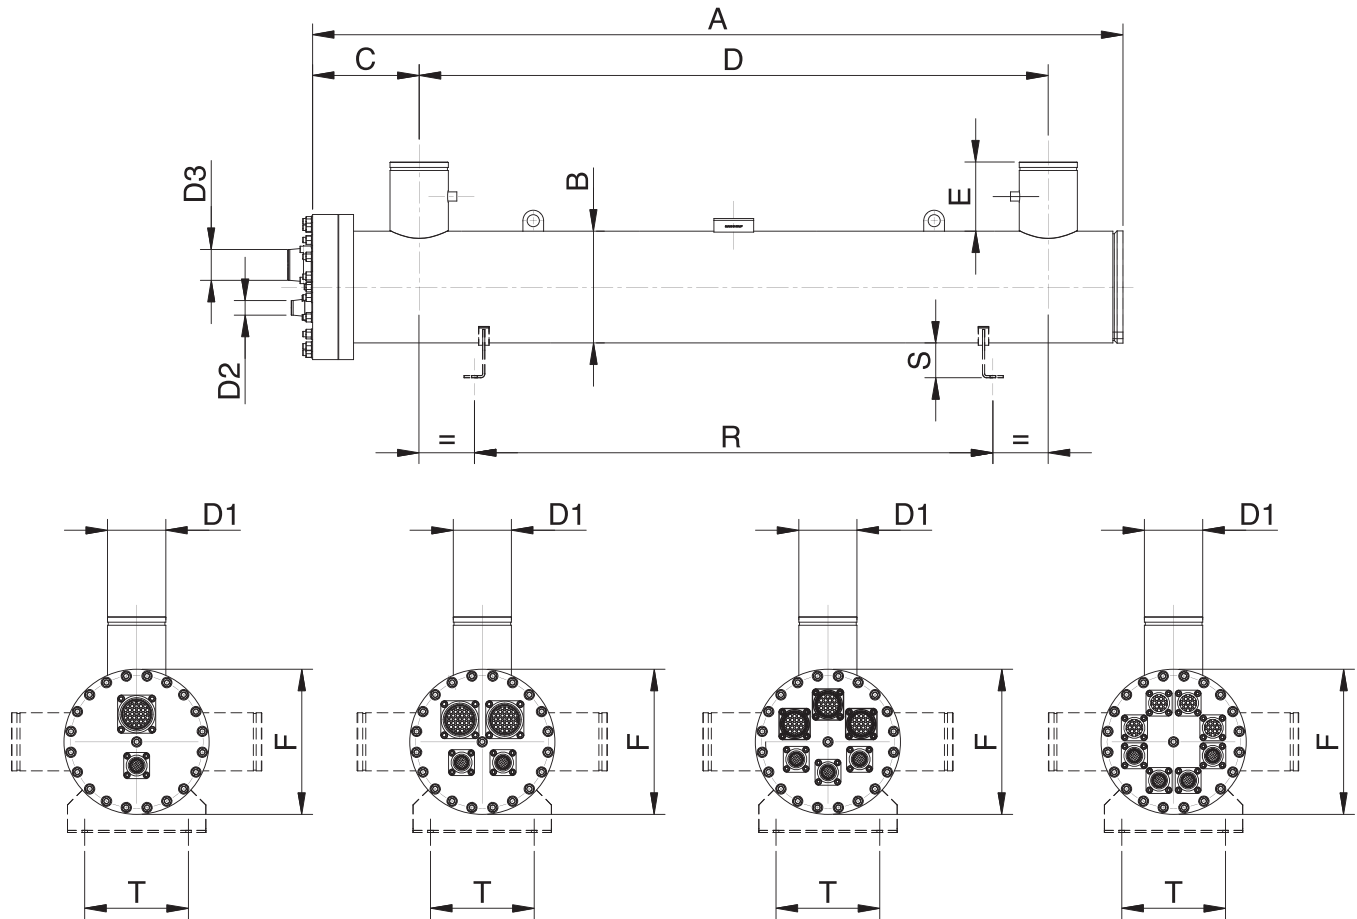 A
C D
D3 B E
D2 S
= R =
D1 D1 D1 D1
F F F F
T T T T